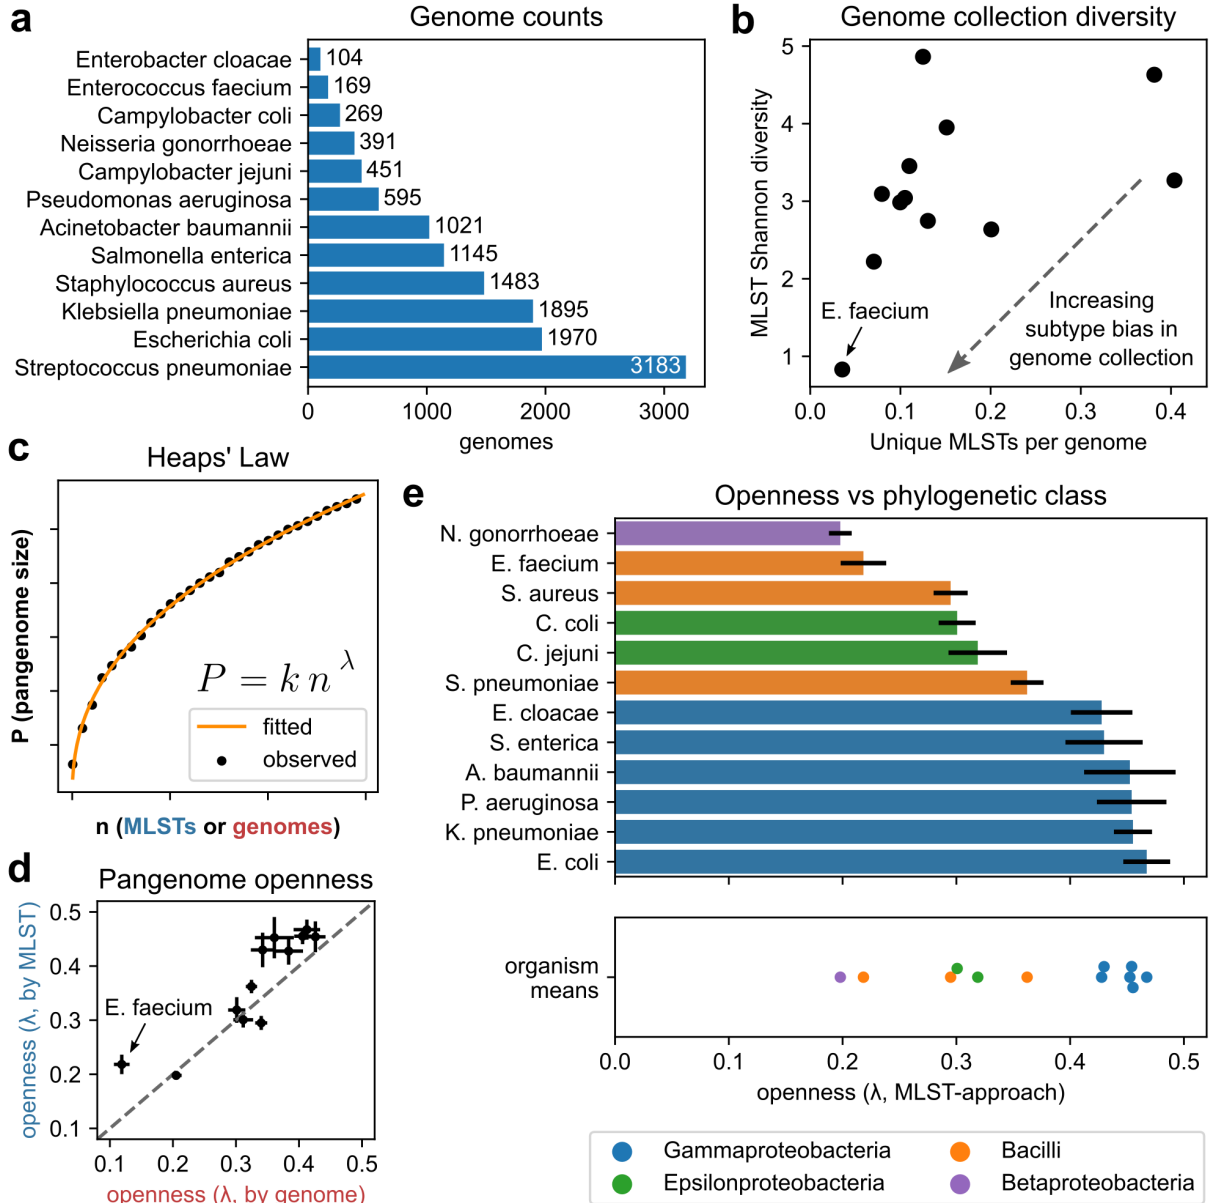 a
Genome counts
Enterobacter cloacae 104
Enterococcus faecium 169
Campylobacter coli 269
Neisseria gonorrhoeae 391
Campylobacter jejuni 451
Pseudomonas aeruginosa 595
Acinetobacter baumannii 1021
Salmonella enterica 1145
Staphylococcus aureus 1483
Klebsiella pneumoniae 1895
Escherichia coli 1970
Streptococcus pneumoniae 3183
0 1000 2000 3000
genomes
b
Genome collection diversity
MLST Shannon diversity
5
4
3
2
1
E. faecium
Increasing
subtype bias in
genome collection
0.0 0.1 0.2 0.3 0.4
Unique MLSTs per genome
c
Heaps' Law
P (pangenome size)
P = k n^λ
fitted
observed
n (MLSTs or genomes)
d
Pangenome openness
openness (λ, by MLST)
0.5
0.4
0.3
0.2
0.1
E. faecium
0.1 0.2 0.3 0.4 0.5
openness (λ, by genome)
e
Openness vs phylogenetic class
N. gonorrhoeae
E. faecium
S. aureus
C. coli
C. jejuni
S. pneumoniae
E. cloacae
S. enterica
A. baumannii
P. aeruginosa
K. pneumoniae
E. coli
organism
means
0.0 0.1 0.2 0.3 0.4 0.5
openness (λ, MLST-approach)
Gammaproteobacteria
Bacilli
Epsilonproteobacteria
Betaproteobacteria